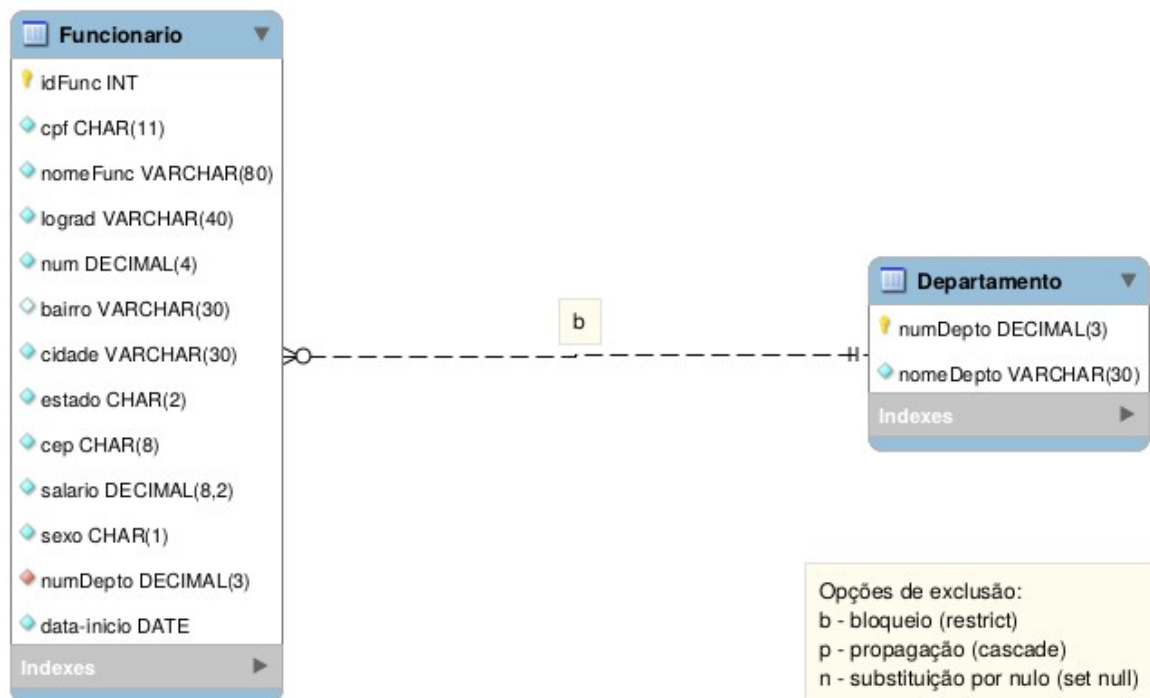 Funcionario
idFunc INT
cpf CHAR(11)
nomeFunc VARCHAR(80)
lograd VARCHAR(40)
num DECIMAL(4)
bairro VARCHAR(30)
cidade VARCHAR(30)
estado CHAR(2)
cep CHAR(8)
salario DECIMAL(8,2)
sexo CHAR(1)
numDepto DECIMAL(3)
data-inicio DATE
Indexes
b
Departamento
numDepto DECIMAL(3)
nomeDepto VARCHAR(30)
Indexes
Opções de exclusão:
b - bloqueio (restrict)
p - propagação (cascade)
n - substituição por nulo (set null)